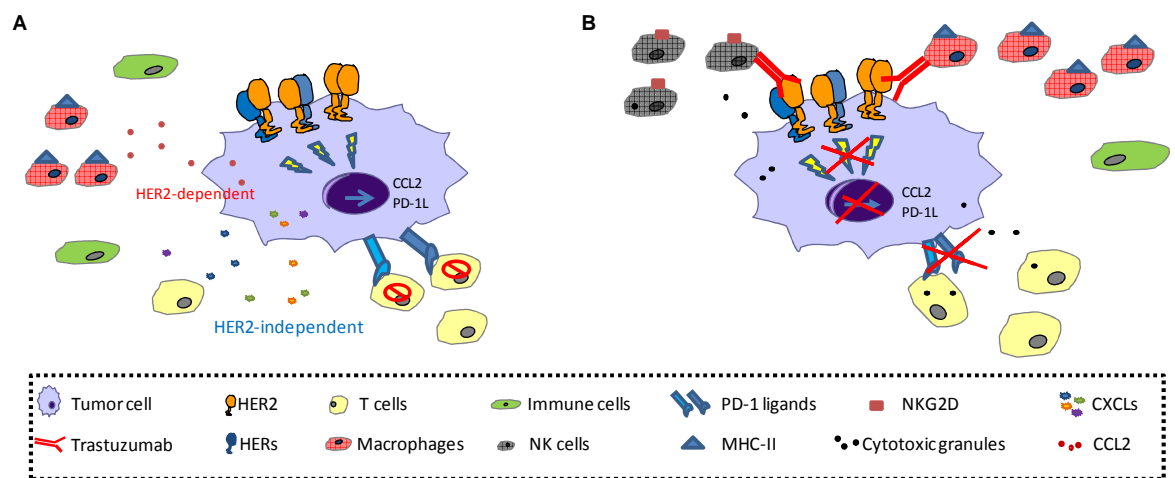 A
B
HER2-dependent
CCL2
PD-1L
HER2-independent
CCL2
PD-1L
Tumor cell
HER2
T cells
Immune cells
PD-1 ligands
NKG2D
CXCLs
Trastuzumab
HERs
Macrophages
NK cells
MHC-II
Cytotoxic granules
CCL2